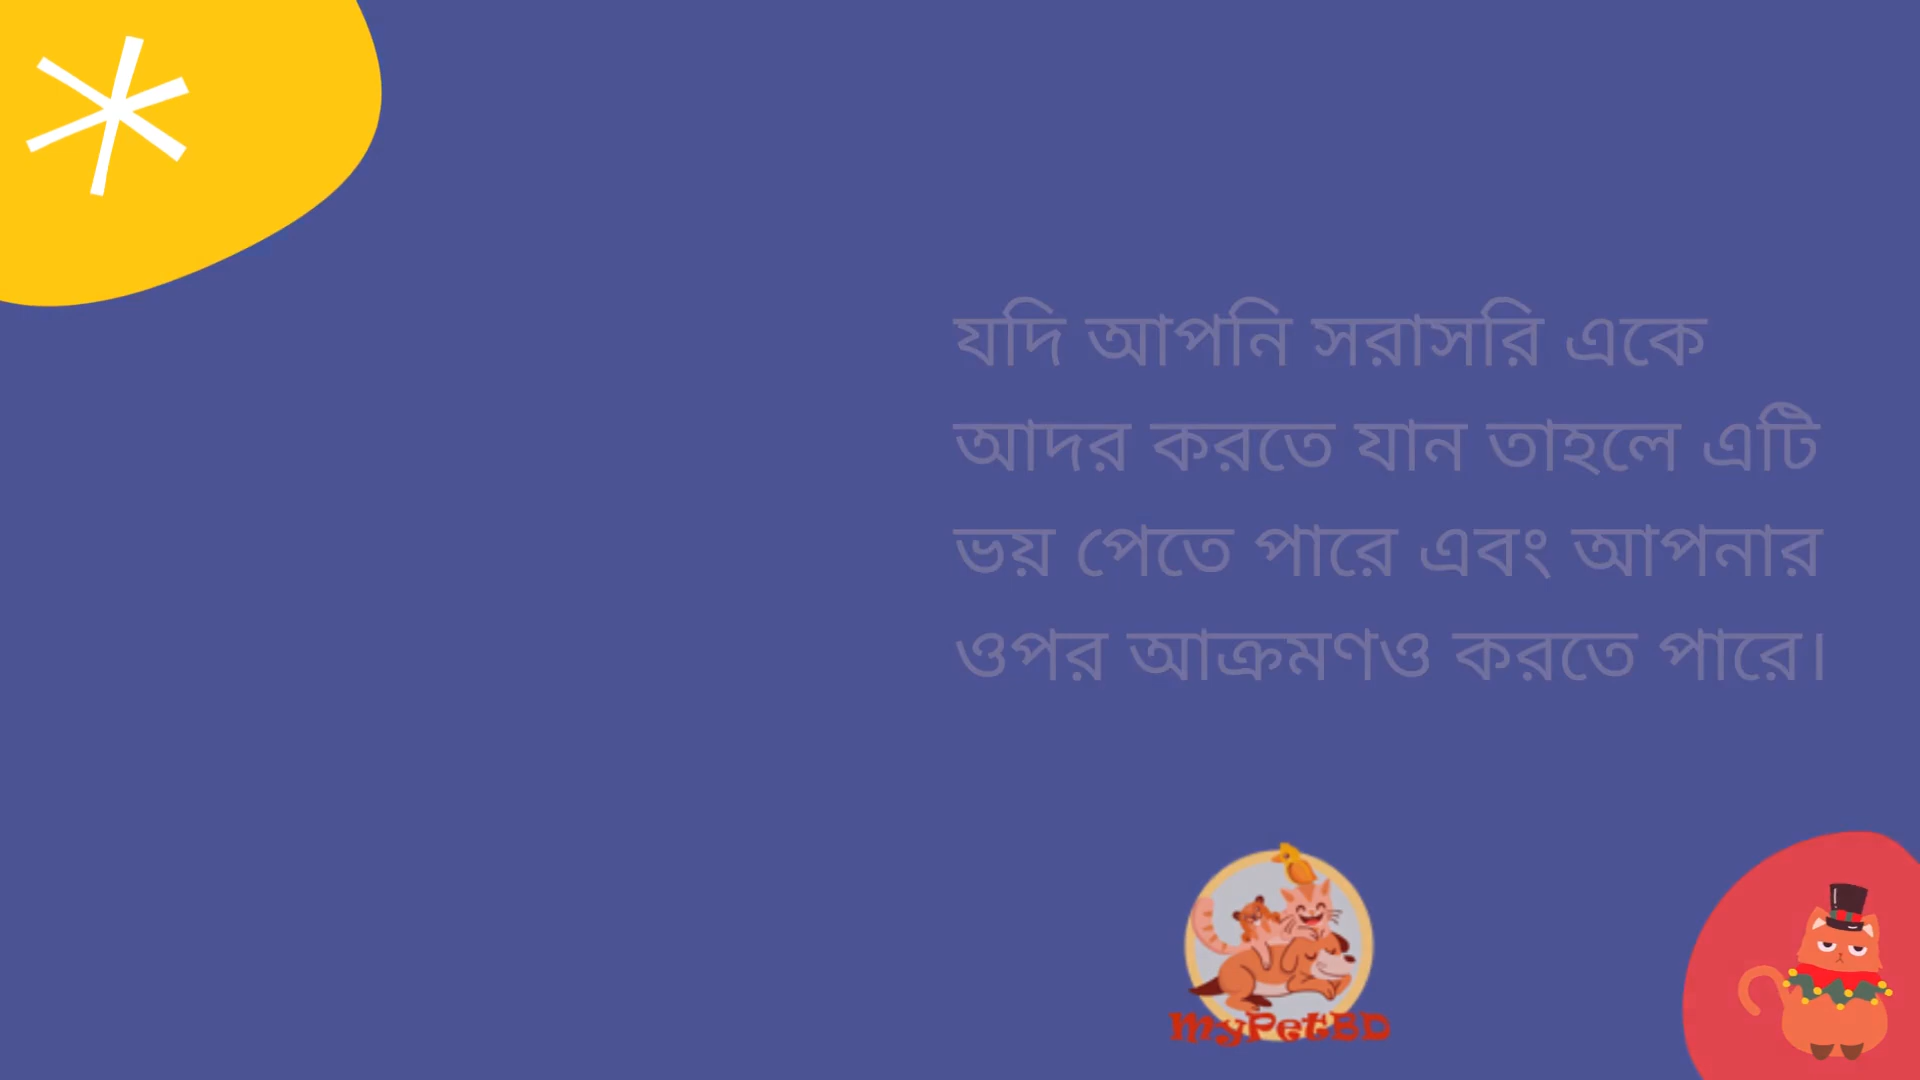 যদি আপনি সরাসরি একে
আদর করতে যান তাহলে এটি
ভয় পেতে পারে এবং আপনার
ওপর আক্রমণও করতে পারে।
MyPetBD